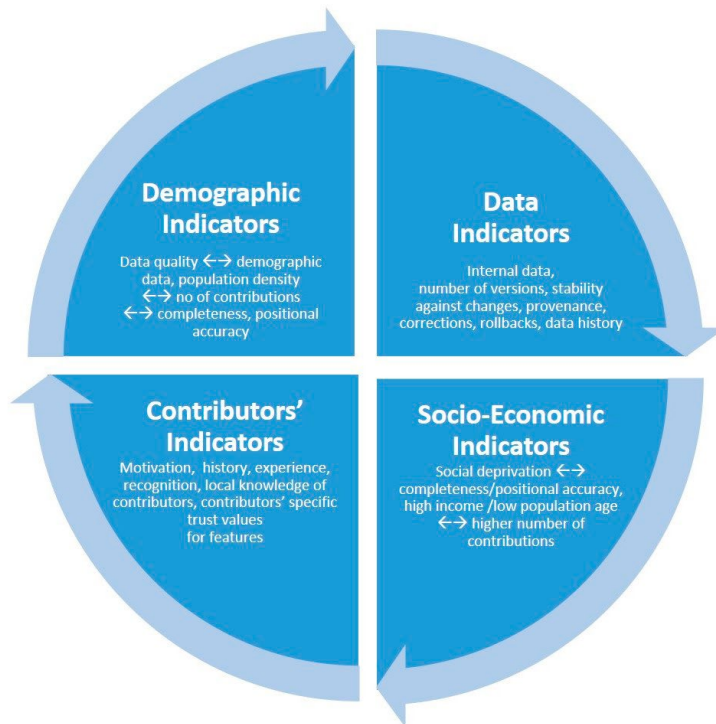 Demographic
Indicators
Data quality ←→ demographic
data, population density
←→ no of contributions
←→ completeness, positional
accuracy
Data
Indicators
Internal data,
number of versions, stability
against changes, provenance,
corrections, rollbacks, data history
Contributors’
Indicators
Motivation, history, experience,
recognition, local knowledge of
contributors, contributors’ specific
trust values
for features
Socio-Economic
Indicators
Social deprivation ←→
completeness/positional accuracy,
high income /low population age
←→ higher number of
contributions